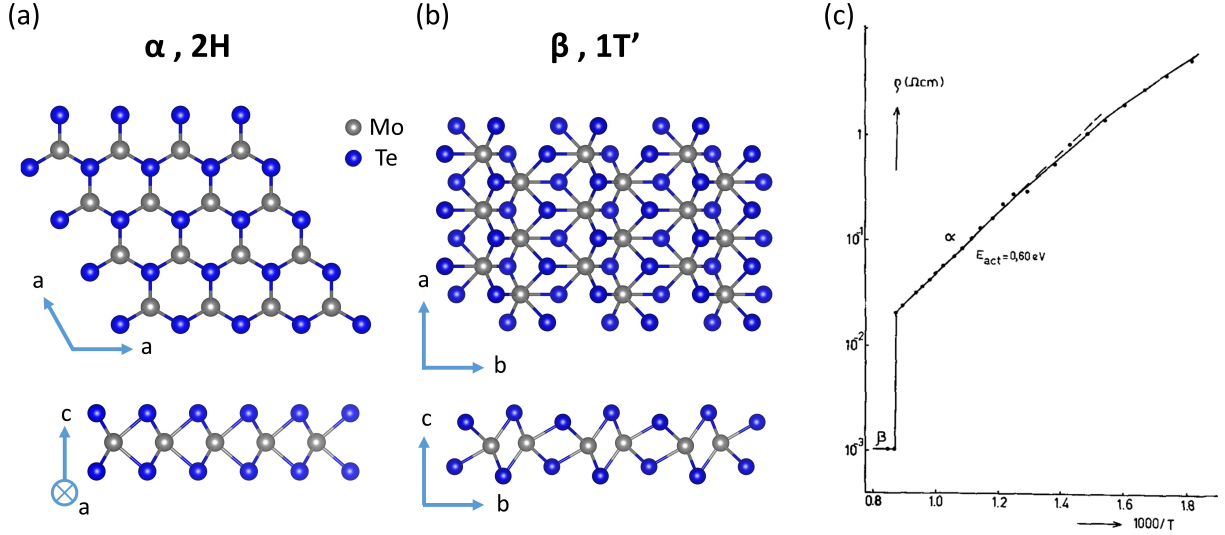 (a)
α , 2H
Mo
Te
a
a
c
a
(b)
β , 1T’
a
b
c
b
(c)
ρ (Ωcm)
1
10⁻¹
10⁻²
10⁻³
α
E_act = 0,60 eV
β
0.8 1.0 1.2 1.4 1.6 1.8
1000/T